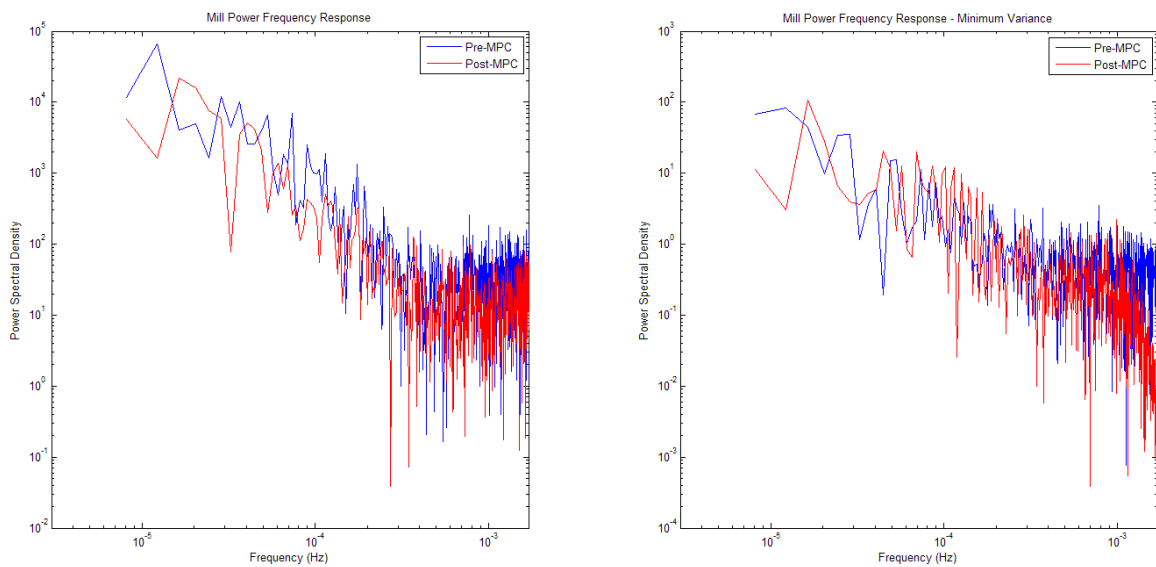 Mill Power Frequency Response
Pre-MPC
Post-MPC
10^5
10^4
10^3
10^2
10^1
10^0
10^-1
10^-2
Power Spectral Density
10^-5
10^-4
10^-3
Frequency (Hz)
Mill Power Frequency Response - Minimum Variance
Pre-MPC
Post-MPC
10^3
10^2
10^1
10^0
10^-1
10^-2
10^-3
10^-4
Power Spectral Density
10^-5
10^-4
10^-3
Frequency (Hz)